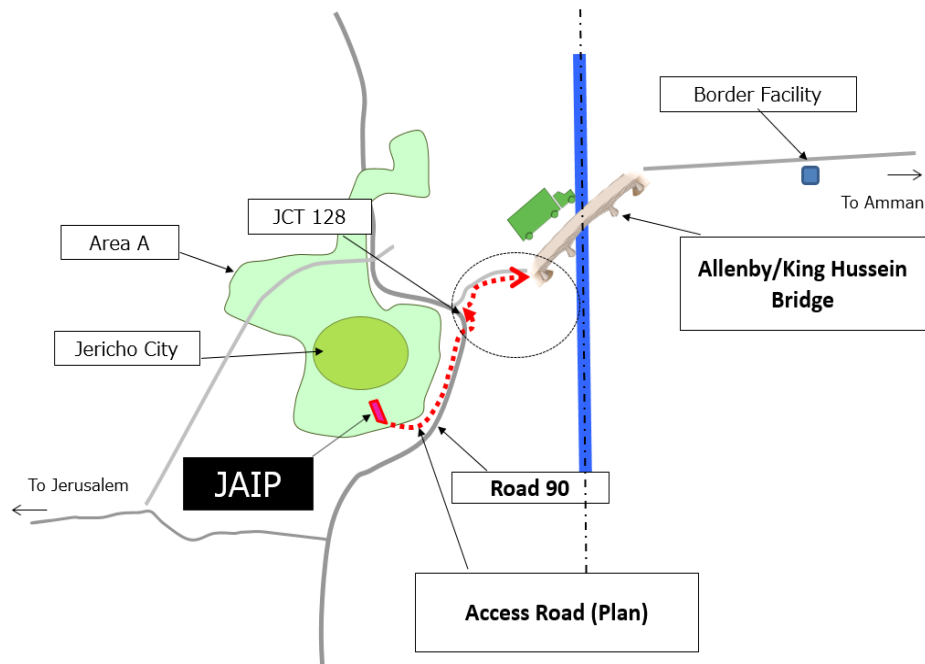 Border Facility
JCT 128
To Amman
Area A
Allenby/King Hussein
Bridge
Jericho City
JAIP
To Jerusalem
Road 90
Access Road (Plan)